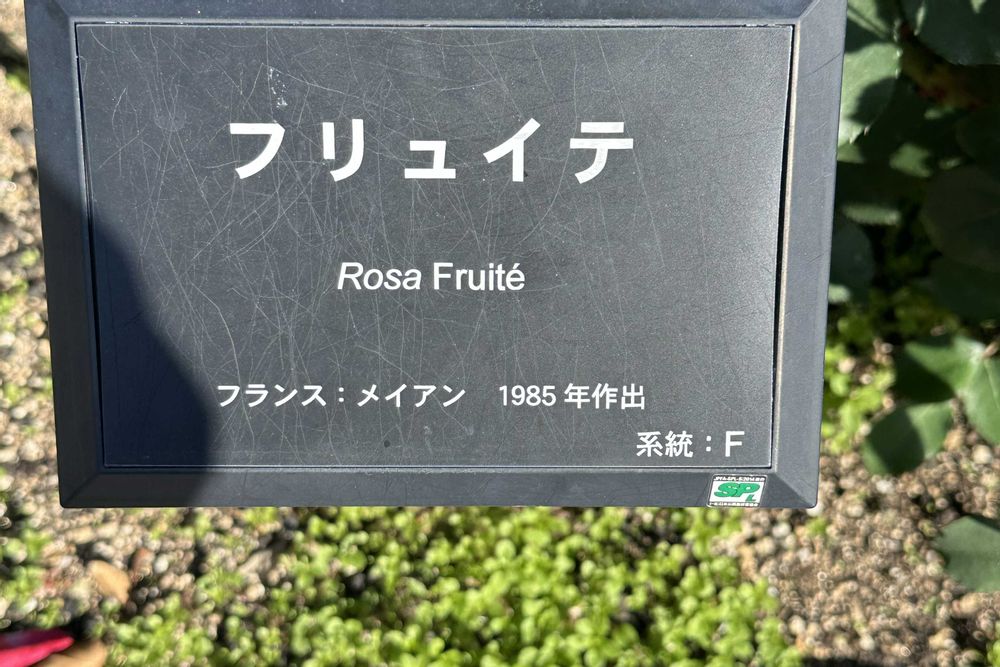 フリュイテ
Rosa Fruité
フランス：メイアン　1985 年作出
系統：F
SP
L